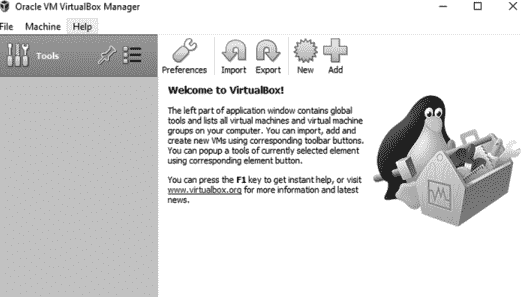 Oracle VM VirtualBox Manager
File Machine Help
Tools
Preferences Import Export New Add
Welcome to VirtualBox!
The left part of application window contains global
tools and lists all virtual machines and virtual machine
groups on your computer. You can import, add and
create new VMs using corresponding toolbar buttons.
You can popup a tools of currently selected element
using corresponding element button.
You can press the F1 key to get instant help, or visit
www.virtualbox.org for more information and latest
news.